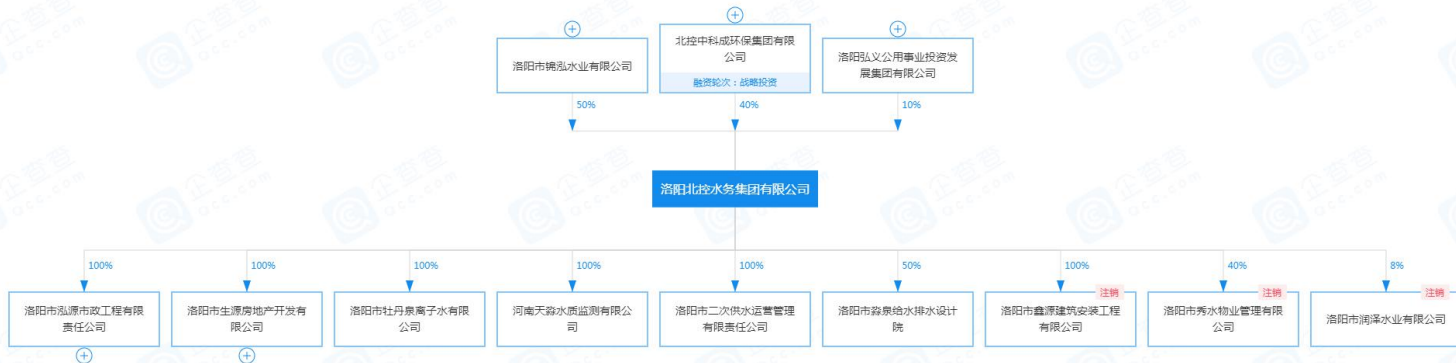 洛阳市锦泓水业有限公司
北控中科成环保集团有限
公司
融资轮次：战略投资
洛阳弘义公用事业投资发
展集团有限公司
50%
40%
10%
洛阳北控水务集团有限公司
100%
100%
100%
100%
100%
50%
100%
40%
8%
洛阳市泓源市政工程有限
责任公司
洛阳市生源房地产开发有
限公司
洛阳市牡丹泉离子水有限
公司
河南天淼水质监测有限公
司
洛阳市二次供水运营管理
有限责任公司
洛阳市淼泉给水排水设计
院
注销
洛阳市鑫源建筑安装工程
有限公司
注销
洛阳市秀水物业管理有限
公司
注销
洛阳市润泽水业有限公司
企查查
Qcc.com